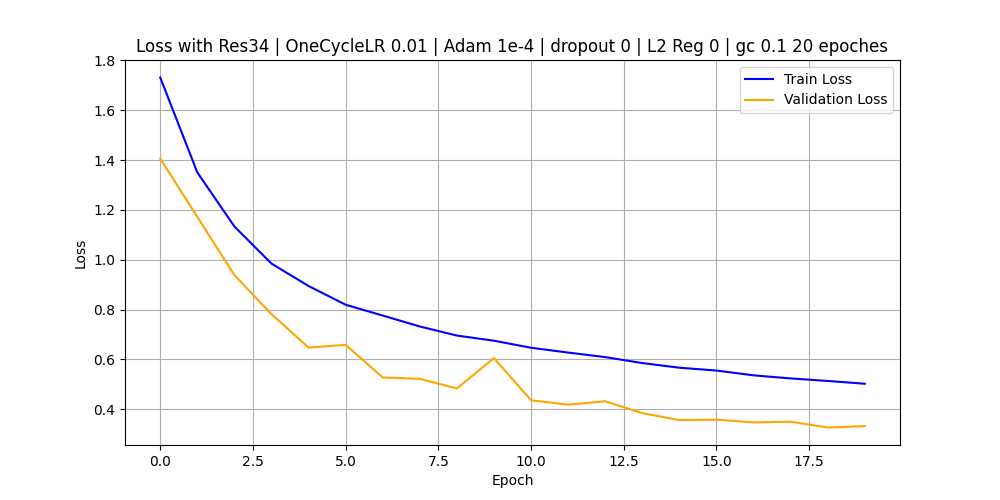 Loss with Res34 | OneCycleLR 0.01 | Adam 1e-4 | dropout 0 | L2 Reg 0 | gc 0.1 20 epoches
Train Loss
Validation Loss
1.8
1.6
1.4
1.2
1.0
0.8
0.6
0.4
Loss
0.0 2.5 5.0 7.5 10.0 12.5 15.0 17.5
Epoch